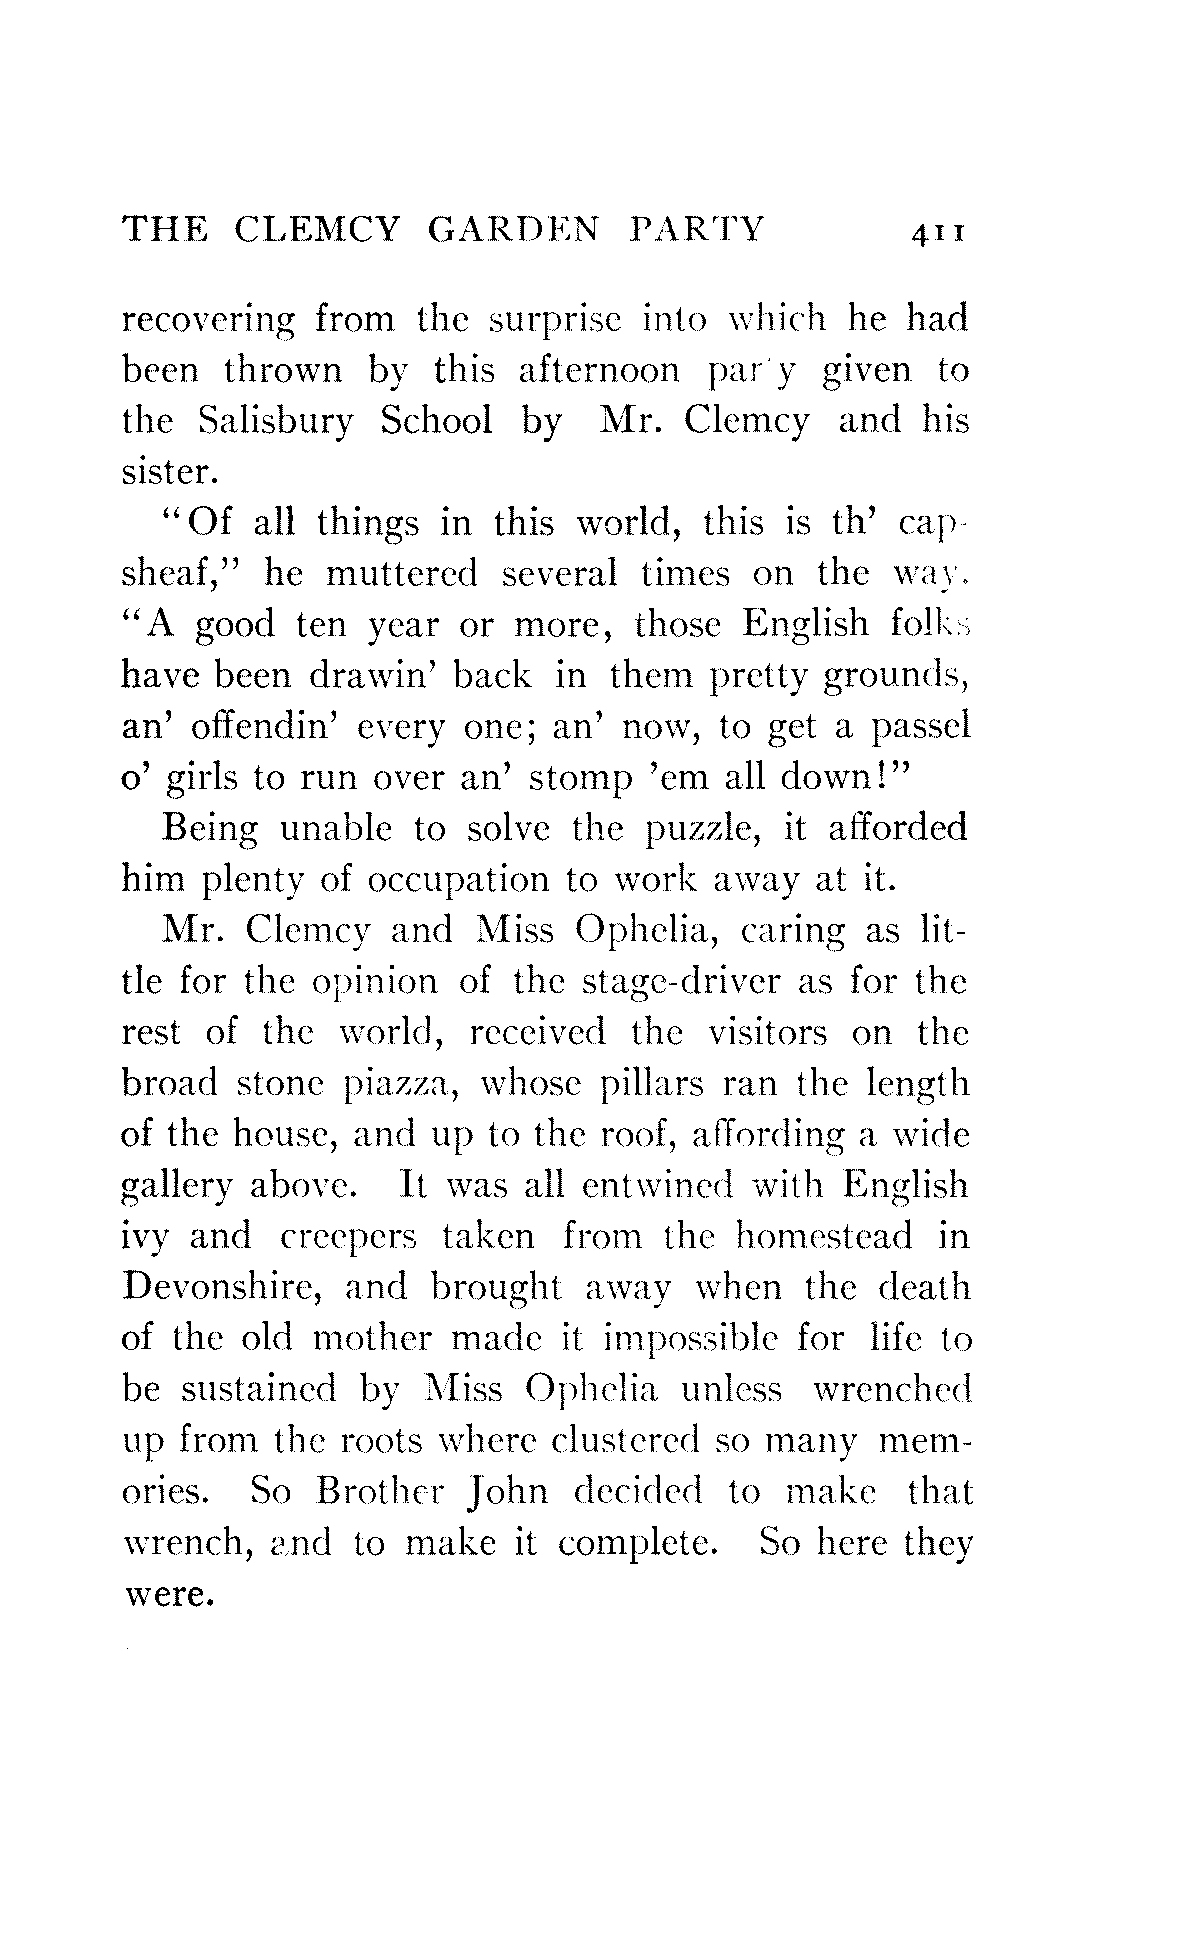 THE CLEMCY GARDEN PARTY 411
recovering from the surprise into which he had
been thrown by this afternoon par'y given to
the Salisbury School by Mr. Clemcy and his
sister.
"Of all things in this world, this is th' cap-
sheaf," he muttered several times on the way.
"A good ten year or more, those English folks
have been drawin' back in them pretty grounds,
an' offendin' every one; an' now, to get a passel
o' girls to run over an' stomp 'em all down!"
Being unable to solve the puzzle, it afforded
him plenty of occupation to work away at it.
Mr. Clemcy and Miss Ophelia, caring as lit-
tle for the opinion of the stage-driver as for the
rest of the world, received the visitors on the
broad stone piazza, whose pillars ran the length
of the house, and up to the roof, affording a wide
gallery above. It was all entwined with English
ivy and creepers taken from the homestead in
Devonshire, and brought away when the death
of the old mother made it impossible for life to
be sustained by Miss Ophelia unless wrenched
up from the roots where clustered so many mem-
ories. So Brother John decided to make that
wrench, and to make it complete. So here they
were.